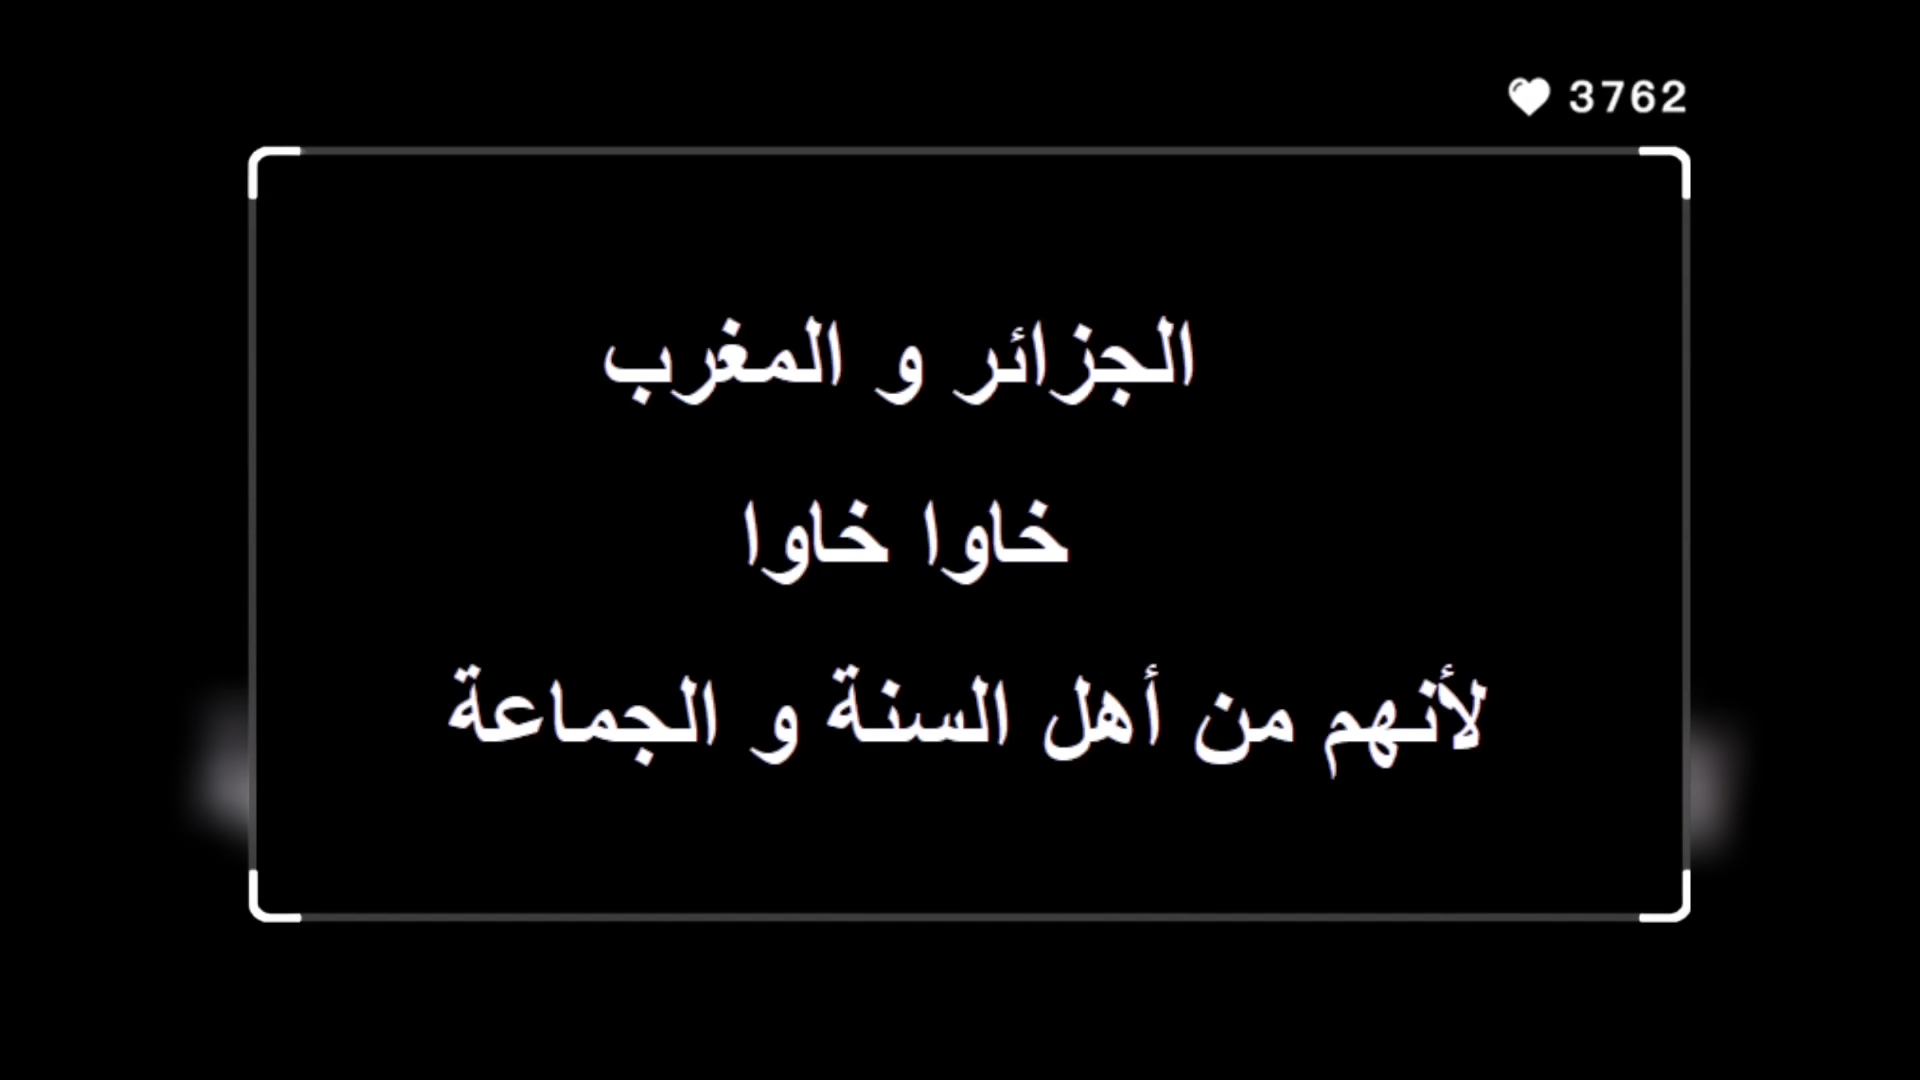 3762
الجزائر و المغرب
خاوا خاوا
لأنهم من أهل السنة و الجماعة